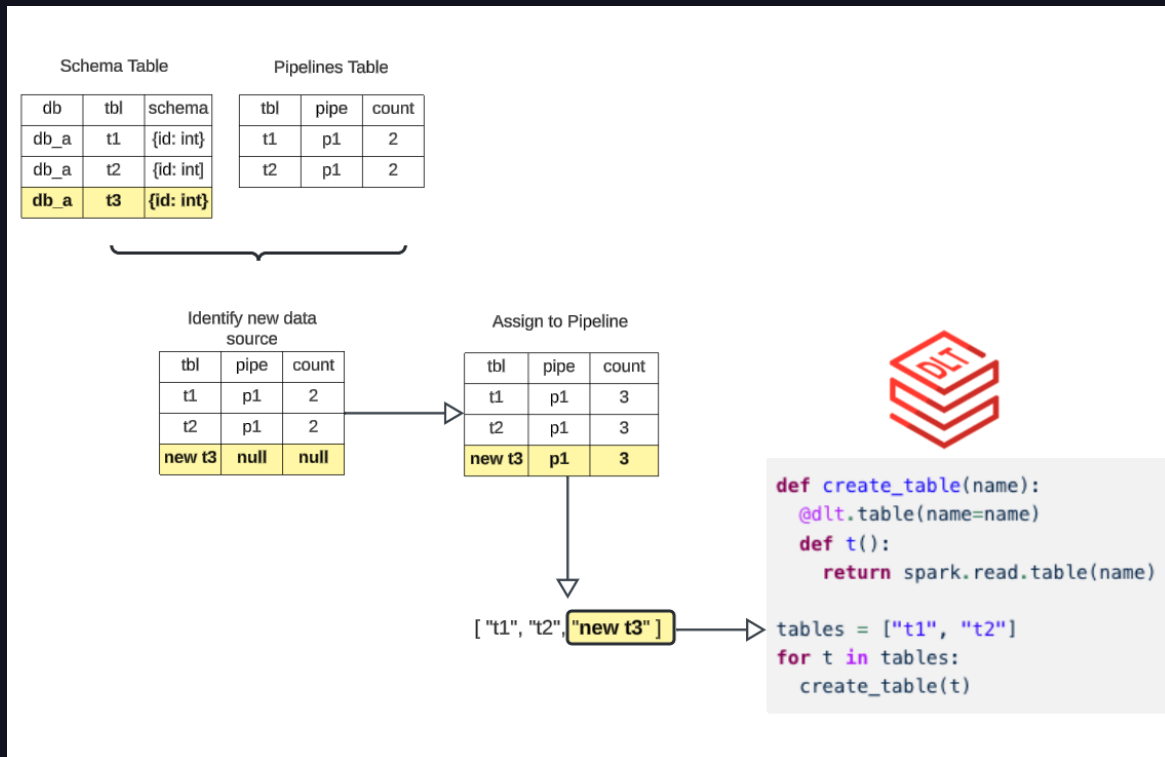 Schema Table
db tbl schema
db_a t1 {id: int}
db_a t2 {id: int]
db_a t3 {id: int}
Pipelines Table
tbl pipe count
t1 p1 2
t2 p1 2
Identify new data
source
tbl pipe count
t1 p1 2
t2 p1 2
new t3 null null
Assign to Pipeline
tbl pipe count
t1 p1 3
t2 p1 3
new t3 p1 3
[ "t1", "t2", "new t3" ]
DLT
def create_table(name):
  @dlt.table(name=name)
  def t():
    return spark.read.table(name)
tables = ["t1", "t2"]
for t in tables:
  create_table(t)